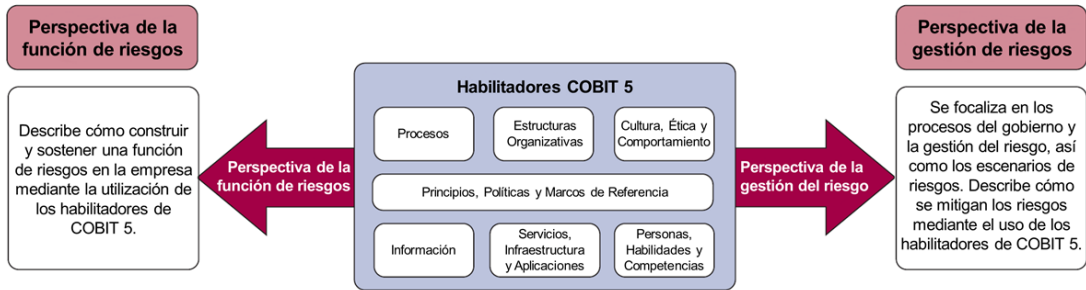 Perspectiva de la
función de riesgos
Describe cómo construir
y sostener una función
de riesgos en la empresa
mediante la utilización de
los habilitadores de
COBIT 5.
Perspectiva de la
función de riesgos
Habilitadores COBIT 5
Procesos
Estructuras
Organizativas
Cultura, Ética y
Comportamiento
Principios, Políticas y Marcos de Referencia
Información
Servicios,
Infraestructura
y Aplicaciones
Personas,
Habilidades y
Competencias
Perspectiva de la
gestión del riesgo
Perspectiva de la
gestión de riesgos
Se focaliza en los
procesos del gobierno y
la gestión del riesgo, así
como los escenarios de
riesgos. Describe cómo
se mitigan los riesgos
mediante el uso de los
habilitadores de COBIT 5.